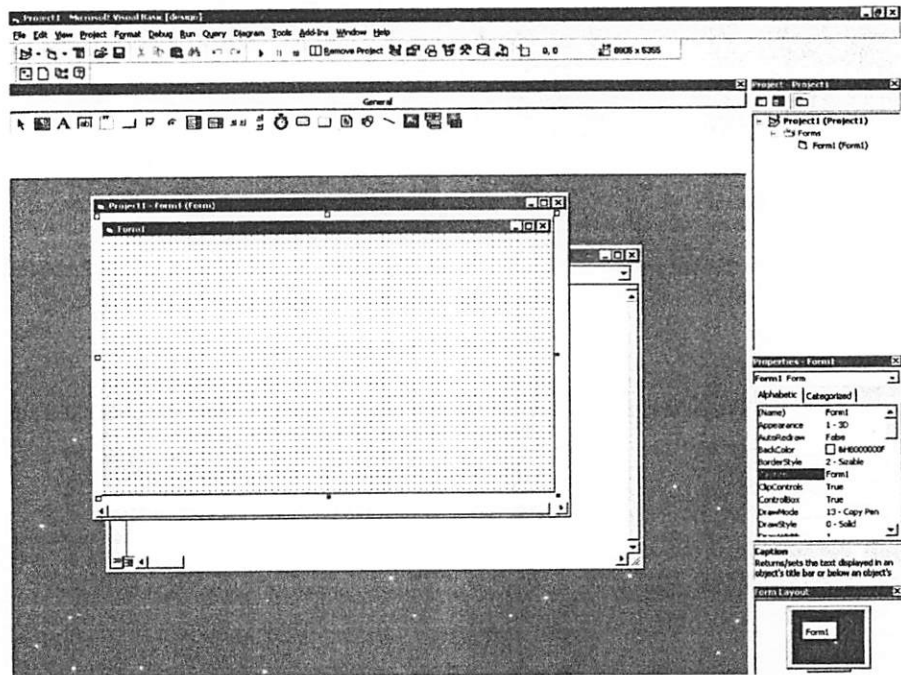 Project1 - Microsoft Visual Basic [design]
File Edit View Project Format Debug Run Query Diagram Tools Add-Ins Window Help
Remove Project 0, 0 8905 x 5355
General
Project - Project1
Project1 (Project1)
Forms
Form1 (Form1)
Project1 - Form1 (Form)
Form1
Properties - Form1
Form1 Form
Alphabetic Categorized
(Name) Form1
Appearance 1 - 3D
AutoRedraw False
BackColor &H8000000F
BorderStyle 2 - Sizable
Caption Form1
ClipControls True
ControlBox True
DrawMode 13 - Copy Pen
DrawStyle 0 - Solid
DrawWidth 1
Caption
Returns/sets the text displayed in an
object's title bar or below an object's
Form Layout
Form1